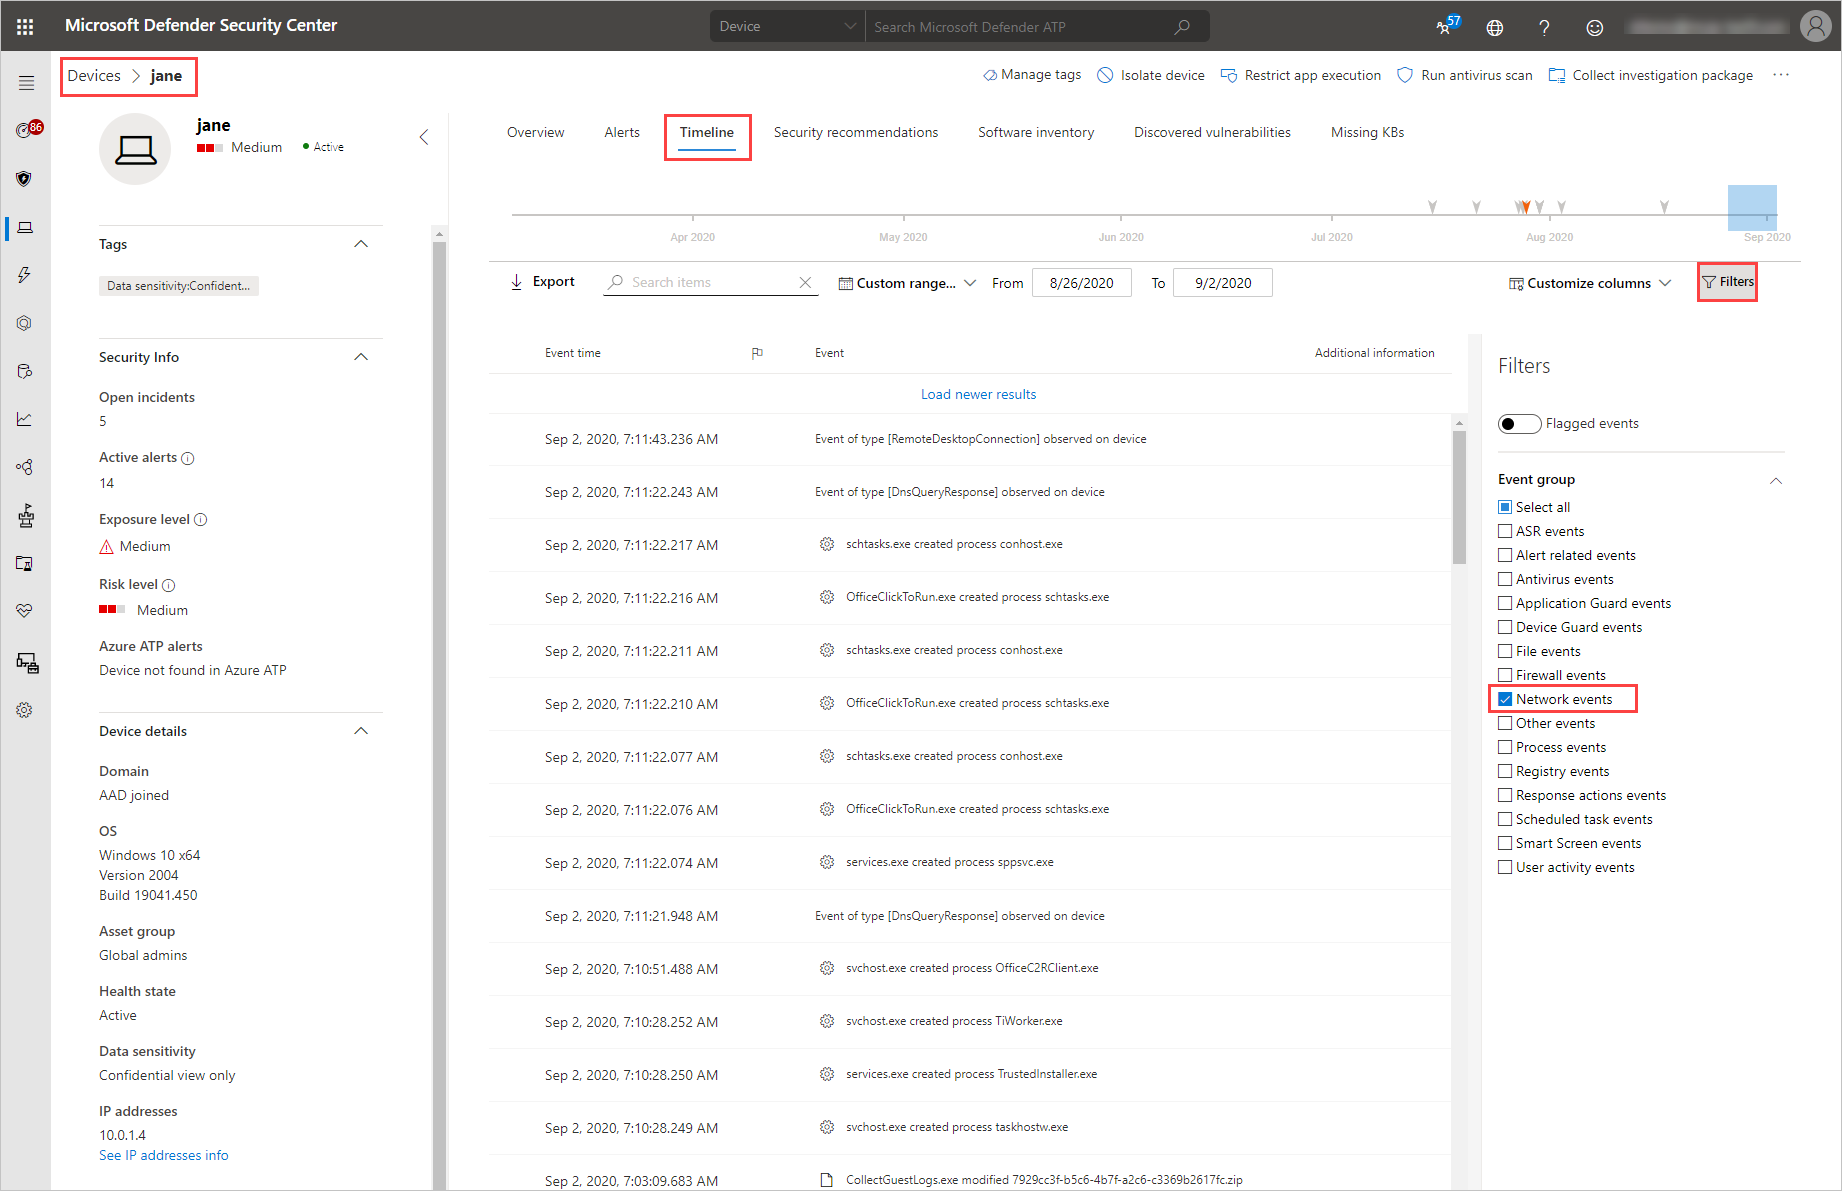 Microsoft Defender Security Center
Device
Search Microsoft Defender ATP
57
Devices > jane
Manage tags
Isolate device
Restrict app execution
Run antivirus scan
Collect investigation package
...
86
jane
Medium
Active
Overview
Alerts
Timeline
Security recommendations
Software inventory
Discovered vulnerabilities
Missing KBs
Apr 2020
May 2020
Jun 2020
Jul 2020
Aug 2020
Sep 2020
Tags
Data sensitivity:Confident...
Security Info
Open incidents
5
Active alerts
14
Exposure level
Medium
Risk level
Medium
Azure ATP alerts
Device not found in Azure ATP
Device details
Domain
AAD joined
OS
Windows 10 x64
Version 2004
Build 19041.450
Asset group
Global admins
Health state
Active
Data sensitivity
Confidential view only
IP addresses
10.0.1.4
See IP addresses info
Export
Search items
Custom range...
From
8/26/2020
To
9/2/2020
Customize columns
Filters
Event time
Event
Additional information
Load newer results
Sep 2, 2020, 7:11:43.236 AM Event of type [RemoteDesktopConnection] observed on device
Sep 2, 2020, 7:11:22.243 AM Event of type [DnsQueryResponse] observed on device
Sep 2, 2020, 7:11:22.217 AM schtasks.exe created process conhost.exe
Sep 2, 2020, 7:11:22.216 AM OfficeClickToRun.exe created process schtasks.exe
Sep 2, 2020, 7:11:22.211 AM schtasks.exe created process conhost.exe
Sep 2, 2020, 7:11:22.210 AM OfficeClickToRun.exe created process schtasks.exe
Sep 2, 2020, 7:11:22.077 AM schtasks.exe created process conhost.exe
Sep 2, 2020, 7:11:22.076 AM OfficeClickToRun.exe created process schtasks.exe
Sep 2, 2020, 7:11:22.074 AM services.exe created process sppsvc.exe
Sep 2, 2020, 7:11:21.948 AM Event of type [DnsQueryResponse] observed on device
Sep 2, 2020, 7:10:51.488 AM svchost.exe created process OfficeC2RClient.exe
Sep 2, 2020, 7:10:28.252 AM svchost.exe created process TiWorker.exe
Sep 2, 2020, 7:10:28.250 AM services.exe created process TrustedInstaller.exe
Sep 2, 2020, 7:10:28.249 AM svchost.exe created process taskhostw.exe
Sep 2, 2020, 7:03:09.683 AM CollectGuestLogs.exe modified 7929cc3f-b5c6-4b7f-a2c6-c3369b2617fc.zip
Filters
Flagged events
Event group
Select all
ASR events
Alert related events
Antivirus events
Application Guard events
Device Guard events
File events
Firewall events
Network events
Other events
Process events
Registry events
Response actions events
Scheduled task events
Smart Screen events
User activity events